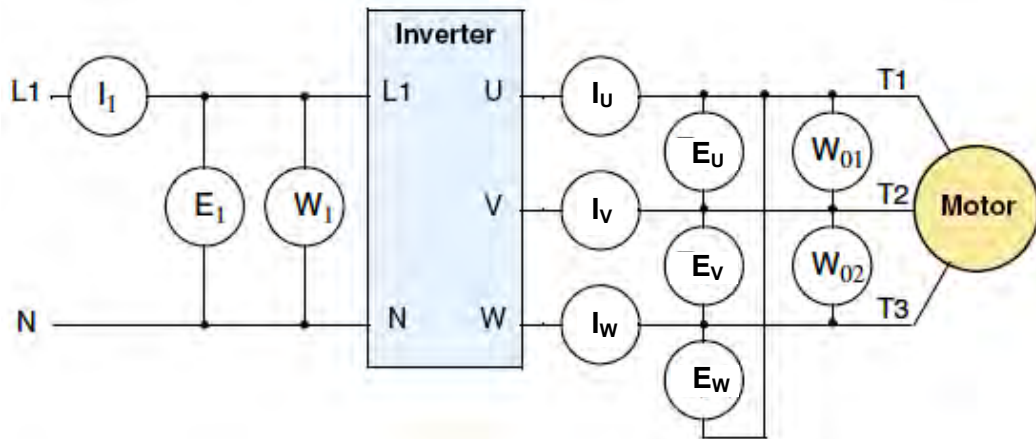 Inverter
L1 I1 L1 U IU T1
EU W01
E1 W1 V IV T2 Motor
EV W02
N N W IW T3
EW